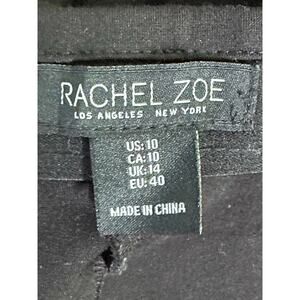 RACHEL ZOE
LOS ANGELES NEW YORK
US: 10
CA: 10
UK: 14
EU: 40
MADE IN CHINA